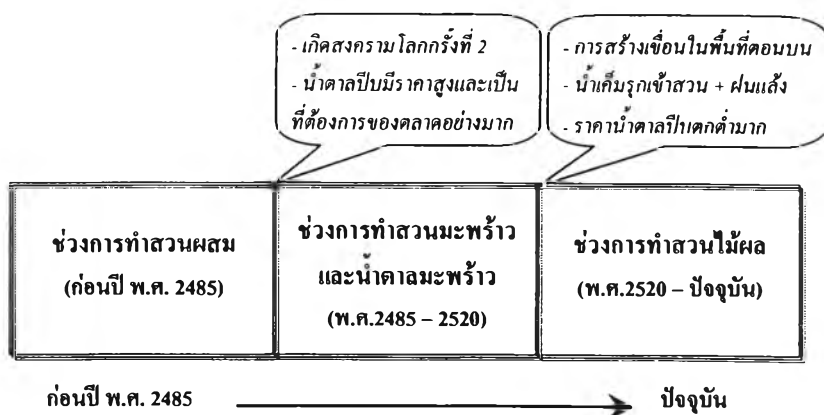 - เกิดสงครามโลกกรั้งที่ 2
- น้ำตาลปีบมีราคาสูงและเป็น
ที่ต้องการของตลาดอย่างมาก
- การสร้างเขื่อนในพื้นที่ตอนบน
- น้ำเค็มรุกเข้าสวน + ฝนแล้ง
- ราคาน้ำตาลปีบตกต่ำมาก
ช่วงการทำสวนผสม
(ก่อนปี พ.ศ. 2485)
ช่วงการทำสวนมะพร้าว
และน้ำตาลมะพร้าว
(พ.ศ.2485 – 2520)
ช่วงการทำสวนไม้ผล
(พ.ศ.2520 – ปัจจุบัน)
ก่อนปี พ.ศ. 2485
ปัจจุบัน